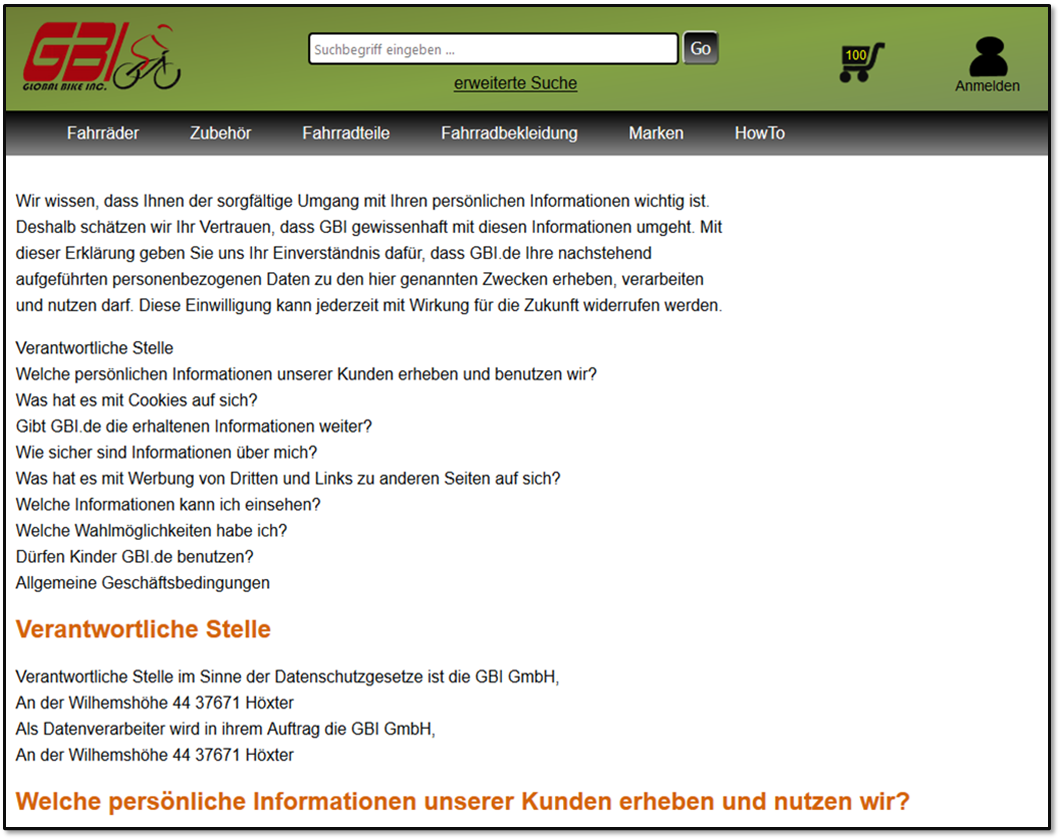 GBI
GLOBAL BIKE INC.
Suchbegriff eingeben ...
Go
erweiterte Suche
100
Anmelden
Fahrräder Zubehör Fahrradteile Fahrradbekleidung Marken HowTo
Wir wissen, dass Ihnen der sorgfältige Umgang mit Ihren persönlichen Informationen wichtig ist.
Deshalb schätzen wir Ihr Vertrauen, dass GBI gewissenhaft mit diesen Informationen umgeht. Mit
dieser Erklärung geben Sie uns Ihr Einverständnis dafür, dass GBI.de Ihre nachstehend
aufgeführten personenbezogenen Daten zu den hier genannten Zwecken erheben, verarbeiten
und nutzen darf. Diese Einwilligung kann jederzeit mit Wirkung für die Zukunft widerrufen werden.
Verantwortliche Stelle
Welche persönlichen Informationen unserer Kunden erheben und benutzen wir?
Was hat es mit Cookies auf sich?
Gibt GBI.de die erhaltenen Informationen weiter?
Wie sicher sind Informationen über mich?
Was hat es mit Werbung von Dritten und Links zu anderen Seiten auf sich?
Welche Informationen kann ich einsehen?
Welche Wahlmöglichkeiten habe ich?
Dürfen Kinder GBI.de benutzen?
Allgemeine Geschäftsbedingungen
Verantwortliche Stelle
Verantwortliche Stelle im Sinne der Datenschutzgesetze ist die GBI GmbH,
An der Wilhemshöhe 44 37671 Höxter
Als Datenverarbeiter wird in ihrem Auftrag die GBI GmbH,
An der Wilhemshöhe 44 37671 Höxter
Welche persönliche Informationen unserer Kunden erheben und nutzen wir?